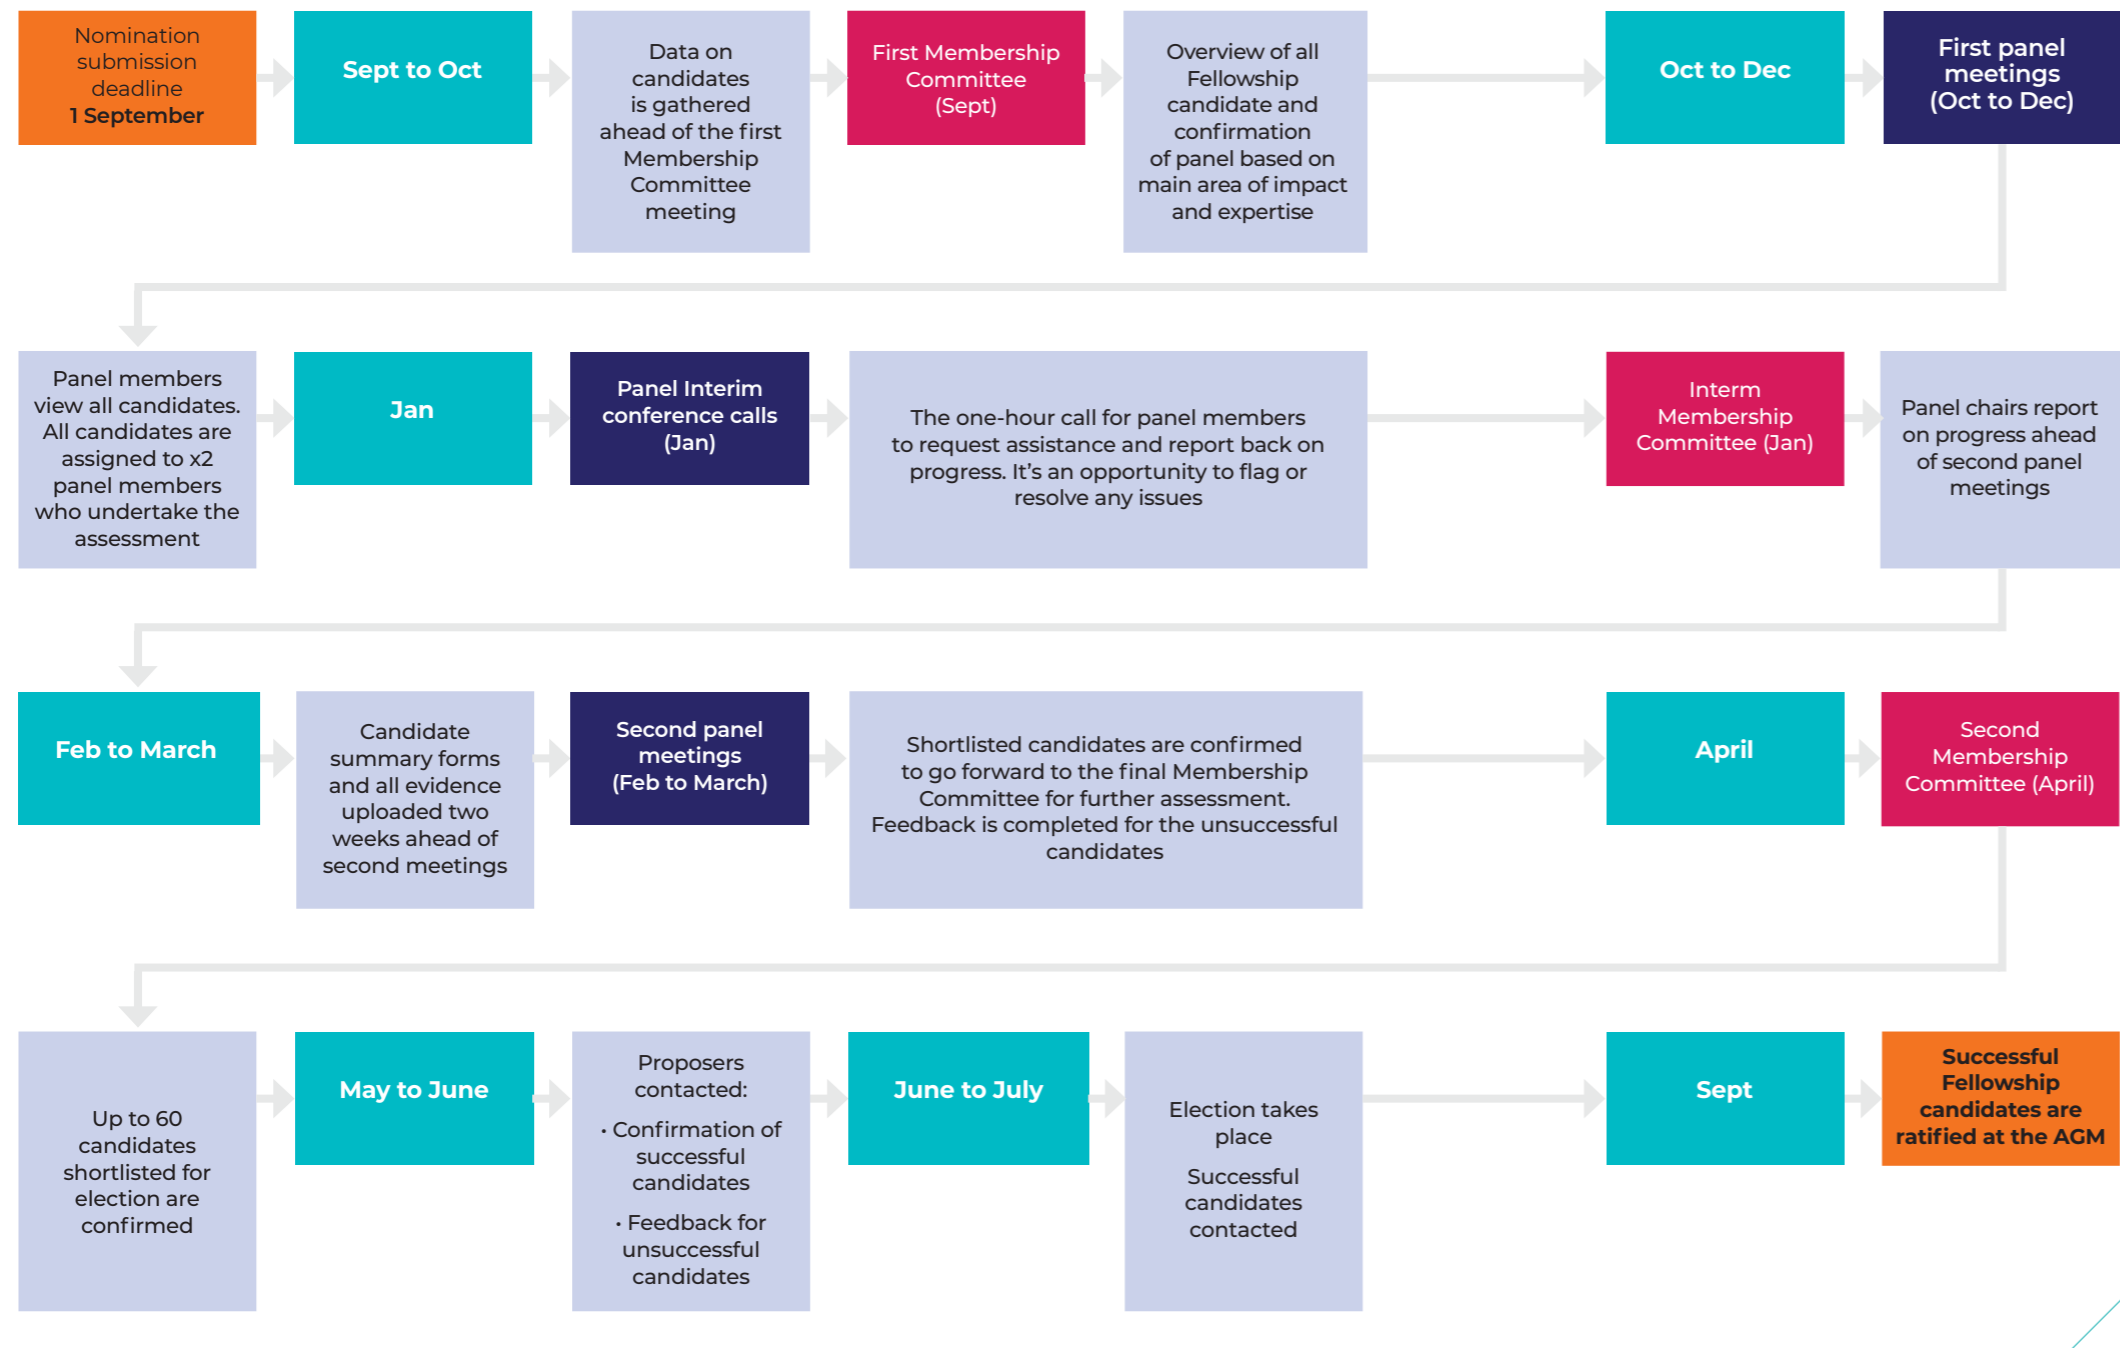 Nomination
submission
deadline
1 September
Sept to Oct
Data on
candidates
is gathered
ahead of the first
Membership
Committee
meeting
First Membership
Committee
(Sept)
Overview of all
Fellowship
candidate and
confirmation
of panel based on
main area of impact
and expertise
Oct to Dec
First panel
meetings
(Oct to Dec)
Panel members
view all candidates.
All candidates are
assigned to x2
panel members
who undertake the
assessment
Jan
Panel Interim
conference calls
(Jan)
The one-hour call for panel members
to request assistance and report back on
progress. It's an opportunity to flag or
resolve any issues
Interm
Membership
Committee (Jan)
Panel chairs report
on progress ahead
of second panel
meetings
Feb to March
Candidate
summary forms
and all evidence
uploaded two
weeks ahead of
second meetings
Second panel
meetings
(Feb to March)
Shortlisted candidates are confirmed
to go forward to the final Membership
Committee for further assessment.
Feedback is completed for the unsuccessful
candidates
April
Second
Membership
Committee (April)
Up to 60
candidates
shortlisted for
election are
confirmed
May to June
Proposers
contacted:
• Confirmation of
successful
candidates
• Feedback for
unsuccessful
candidates
June to July
Election takes
place
Successful
candidates
contacted
Sept
Successful
Fellowship
candidates are
ratified at the AGM